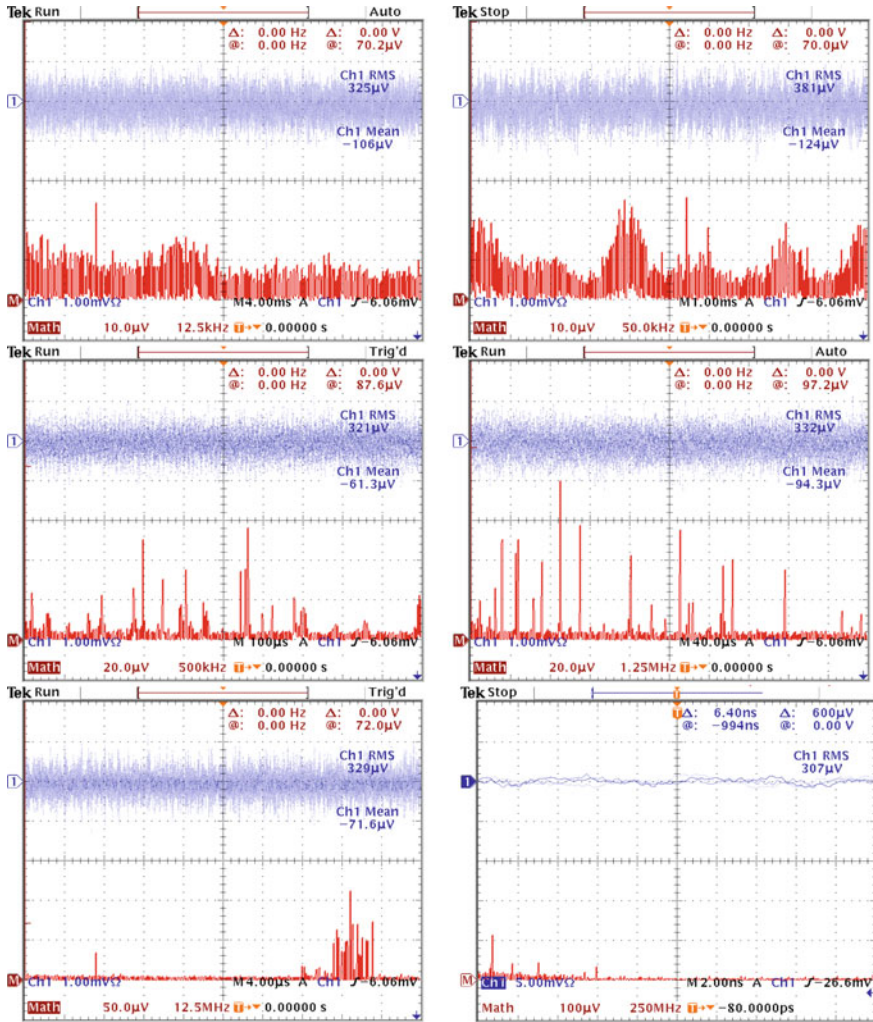 Tek Run Auto
Δ: 0.00 Hz Δ: 0.00 V
@: 0.00 Hz @: 70.2µV
Ch1 RMS
325µV
1
Ch1 Mean
−106µV
M
Ch1 1.00mVΩ M 4.00ms A Ch1 ƒ −6.06mV
Math 10.0µV 12.5kHz T→▼ 0.00000 s
Tek Stop
Δ: 0.00 Hz Δ: 0.00 V
@: 0.00 Hz @: 70.0µV
Ch1 RMS
381µV
1
Ch1 Mean
−124µV
M
Ch1 1.00mVΩ M 1.00ms A Ch1 ƒ −6.06mV
Math 10.0µV 50.0kHz T→▼ 0.00000 s
Tek Run Trig'd
Δ: 0.00 Hz Δ: 0.00 V
@: 0.00 Hz @: 87.6µV
Ch1 RMS
321µV
1
Ch1 Mean
−61.3µV
M
Ch1 1.00mVΩ M 100µs A Ch1 ƒ −6.06mV
Math 20.0µV 500kHz T→▼ 0.00000 s
Tek Run Auto
Δ: 0.00 Hz Δ: 0.00 V
@: 0.00 Hz @: 97.2µV
Ch1 RMS
332µV
1
Ch1 Mean
−94.3µV
M
Ch1 1.00mVΩ M 40.0µs A Ch1 ƒ −6.06mV
Math 20.0µV 1.25MHz T→▼ 0.00000 s
Tek Run Trig'd
Δ: 0.00 Hz Δ: 0.00 V
@: 0.00 Hz @: 72.0µV
Ch1 RMS
329µV
1
Ch1 Mean
−71.6µV
M
Ch1 1.00mVΩ M 4.00µs A Ch1 ƒ −6.06mV
Math 50.0µV 12.5MHz T→▼ 0.00000 s
Tek Stop
T
Δ: 6.40ns Δ: 600µV
@: −994ns @: 0.00 V
Ch1 RMS
307µV
1
M
Ch1 5.00mVΩ M 2.00ns A Ch1 ƒ −26.6mV
Math 100µV 250MHz T→▼ −80.0000ps